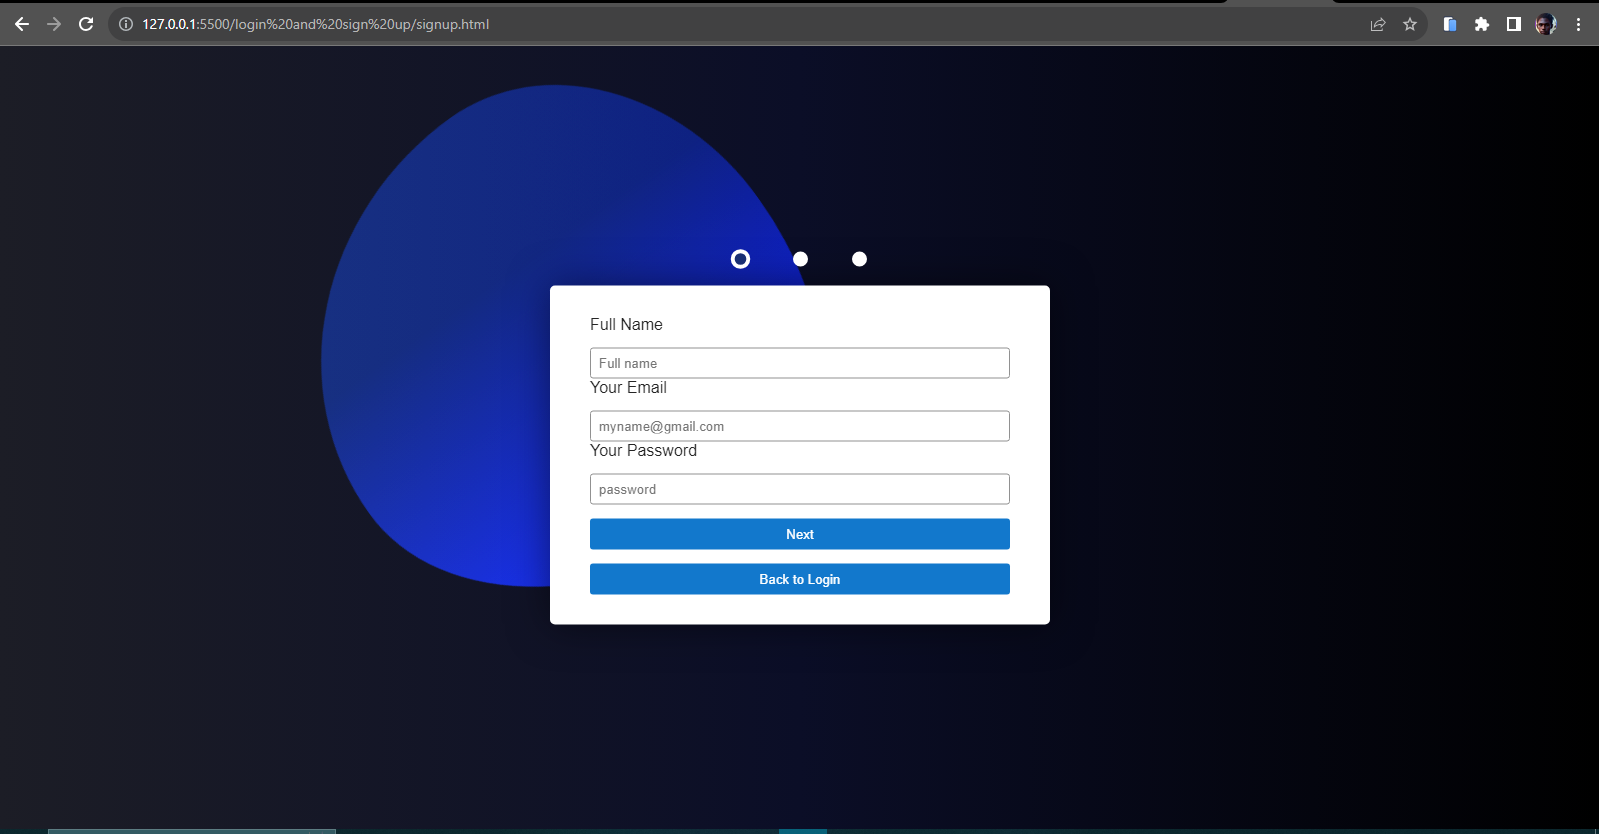 127.0.0.1:5500/login%20and%20sign%20up/signup.html
Full Name
Full name
Your Email
myname@gmail.com
Your Password
password
Next
Back to Login